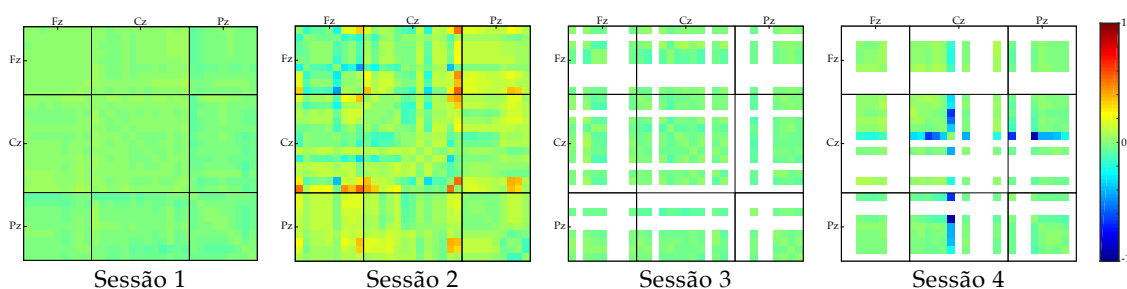 Fz Cz Pz Fz Cz Pz Fz Cz Pz Fz Cz Pz 1
Fz Fz Fz Fz
Cz Cz Cz Cz 0
Pz Pz Pz Pz
-1
Sessão 1 Sessão 2 Sessão 3 Sessão 4